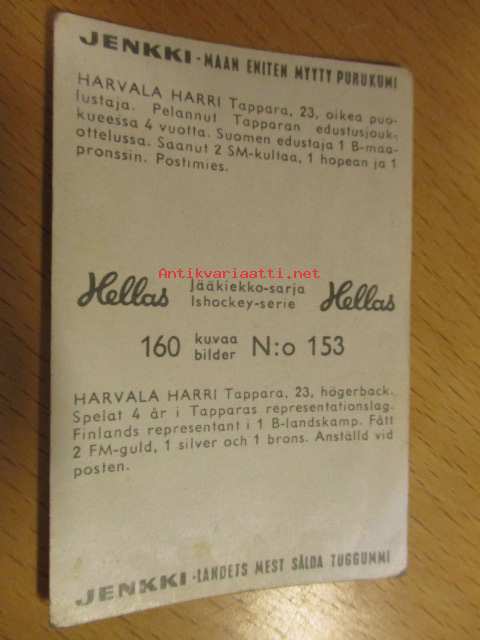 JENKKI - MAAN ENITEN MYYTY PURUKUMI
HARVALA HARRI Tappara, 23, oikea puo-
lustaja. Pelannut Tapparan edustusjouk-
kueessa 4 vuotta. Suomen edustaja 1 B-maa-
ottelussa. Saanut 2 SM-kultaa, 1 hopean ja 1
pronssin. Postimies.
Antikvariaatti.net
Hellas Jääkiekko-sarja Hellas
Ishockey-serie
160 kuvaa N:o 153
bilder
HARVALA HARRI Tappara, 23, högerback.
Spelat 4 år i Tapparas representationslag.
Finlands representant i 1 B-landskamp. Fått
2 FM-guld, 1 silver och 1 brons. Anställd vid
posten.
JENKKI - LANDETS MEST SÅLDA TUGGUMMI